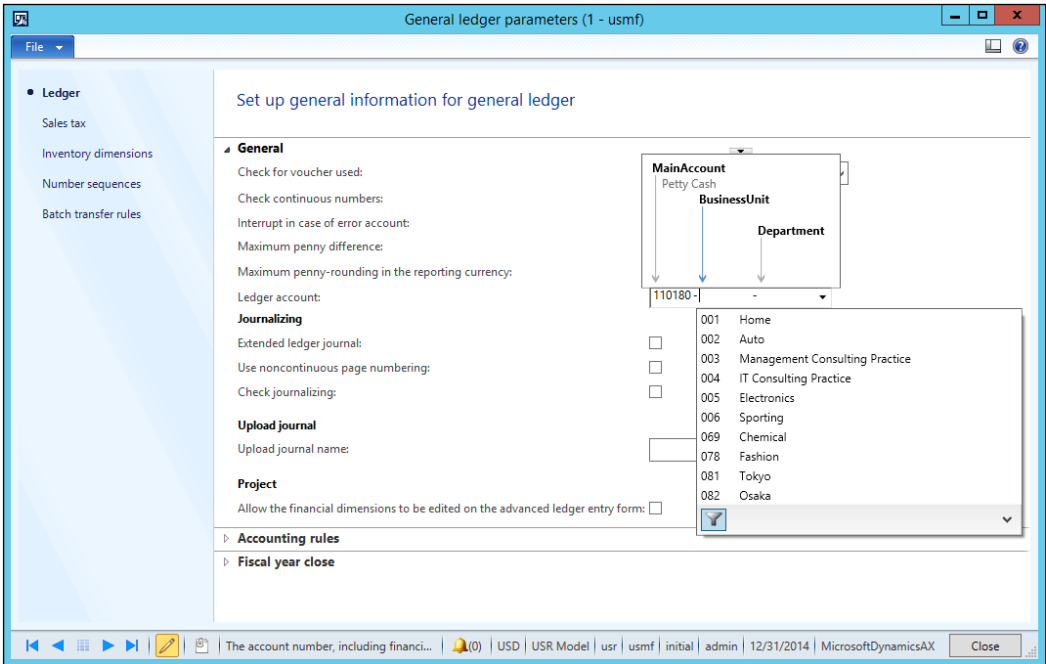 General ledger parameters (1 - usmf)
File
Ledger
Sales tax
Inventory dimensions
Number sequences
Batch transfer rules
Set up general information for general ledger
General
Check for voucher used:
Check continuous numbers:
Interrupt in case of error account:
Maximum penny difference:
Maximum penny-rounding in the reporting currency:
Ledger account:
MainAccount
Petty Cash
BusinessUnit
Department
110180 - -
001 Home
002 Auto
003 Management Consulting Practice
004 IT Consulting Practice
005 Electronics
006 Sporting
069 Chemical
078 Fashion
081 Tokyo
082 Osaka
Journalizing
Extended ledger journal:
Use noncontinuous page numbering:
Check journalizing:
Upload journal
Upload journal name:
Project
Allow the financial dimensions to be edited on the advanced ledger entry form:
Accounting rules
Fiscal year close
The account number, including financi... (0) USD USR Model usr usmf initial admin 12/31/2014 MicrosoftDynamicsAX Close